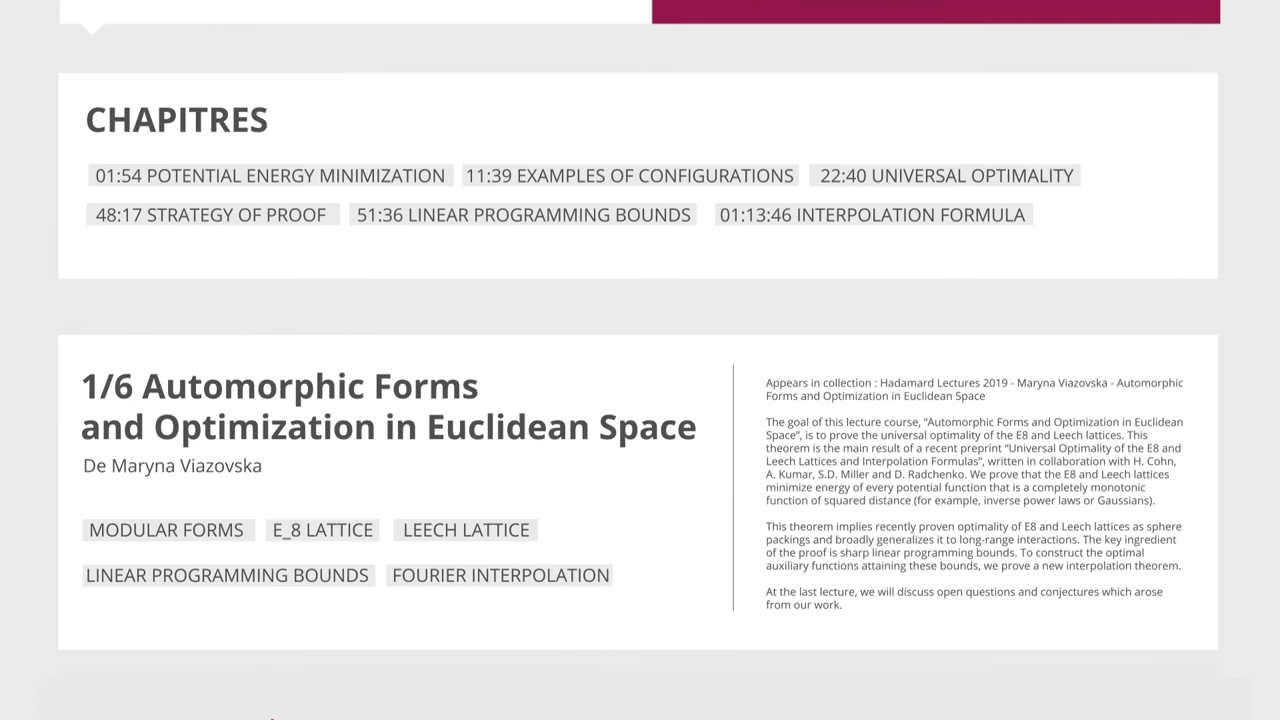 CHAPITRES
01:54 POTENTIAL ENERGY MINIMIZATION 11:39 EXAMPLES OF CONFIGURATIONS 22:40 UNIVERSAL OPTIMALITY
48:17 STRATEGY OF PROOF 51:36 LINEAR PROGRAMMING BOUNDS 01:13:46 INTERPOLATION FORMULA
1/6 Automorphic Forms
and Optimization in Euclidean Space
De Maryna Viazovska
MODULAR FORMS E_8 LATTICE LEECH LATTICE
LINEAR PROGRAMMING BOUNDS FOURIER INTERPOLATION
Appears in collection : Hadamard Lectures 2019 - Maryna Viazovska - Automorphic
Forms and Optimization in Euclidean Space
The goal of this lecture course, “Automorphic Forms and Optimization in Euclidean
Space”, is to prove the universal optimality of the E8 and Leech lattices. This
theorem is the main result of a recent preprint “Universal Optimality of the E8 and
Leech Lattices and Interpolation Formulas”, written in collaboration with H. Cohn,
A. Kumar, S.D. Miller and D. Radchenko. We prove that the E8 and Leech lattices
minimize energy of every potential function that is a completely monotonic
function of squared distance (for example, inverse power laws or Gaussians).
This theorem implies recently proven optimality of E8 and Leech lattices as sphere
packings and broadly generalizes it to long-range interactions. The key ingredient
of the proof is sharp linear programming bounds. To construct the optimal
auxiliary functions attaining these bounds, we prove a new interpolation theorem.
At the last lecture, we will discuss open questions and conjectures which arose
from our work.